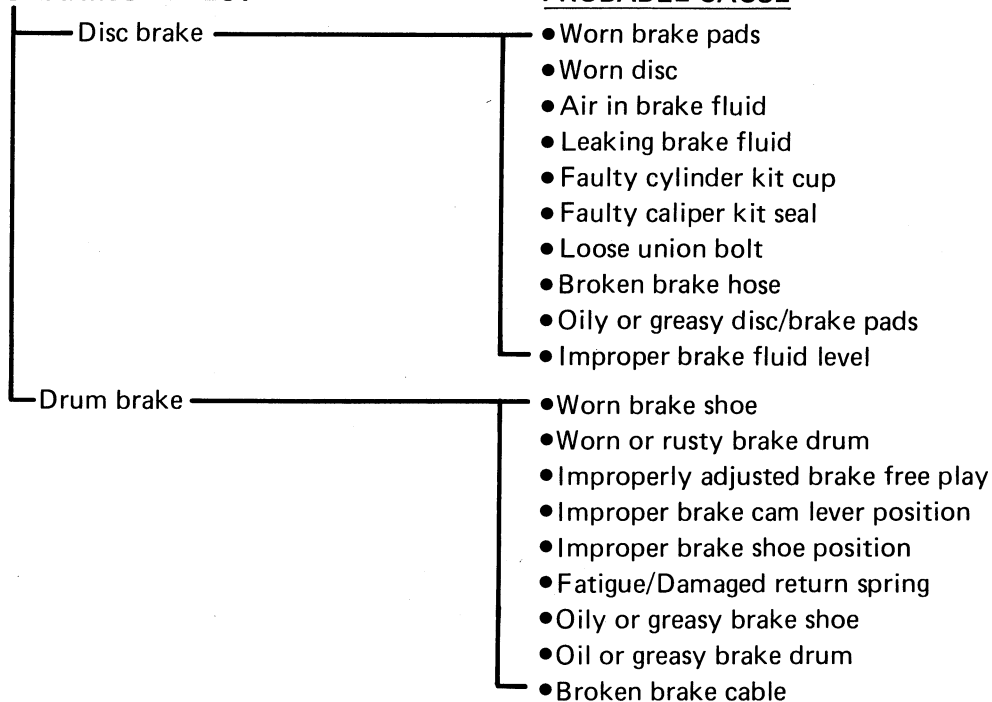 PROBABLE CAUSE
Disc brake
●Worn brake pads
●Worn disc
●Air in brake fluid
●Leaking brake fluid
●Faulty cylinder kit cup
●Faulty caliper kit seal
●Loose union bolt
●Broken brake hose
●Oily or greasy disc/brake pads
●Improper brake fluid level
Drum brake
●Worn brake shoe
●Worn or rusty brake drum
●Improperly adjusted brake free play
●Improper brake cam lever position
●Improper brake shoe position
●Fatigue/Damaged return spring
●Oily or greasy brake shoe
●Oil or greasy brake drum
●Broken brake cable